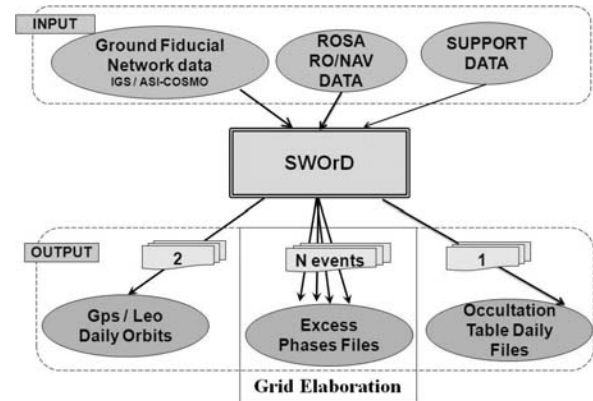 INPUT
Ground Fiducial
Network data
IGS / ASI-COSMO
ROSA
RO/NAV
DATA
SUPPORT
DATA
SWOrD
OUTPUT
2
N events
1
Gps / Leo
Daily Orbits
Excess
Phases Files
Occultation
Table Daily
Files
Grid Elaboration